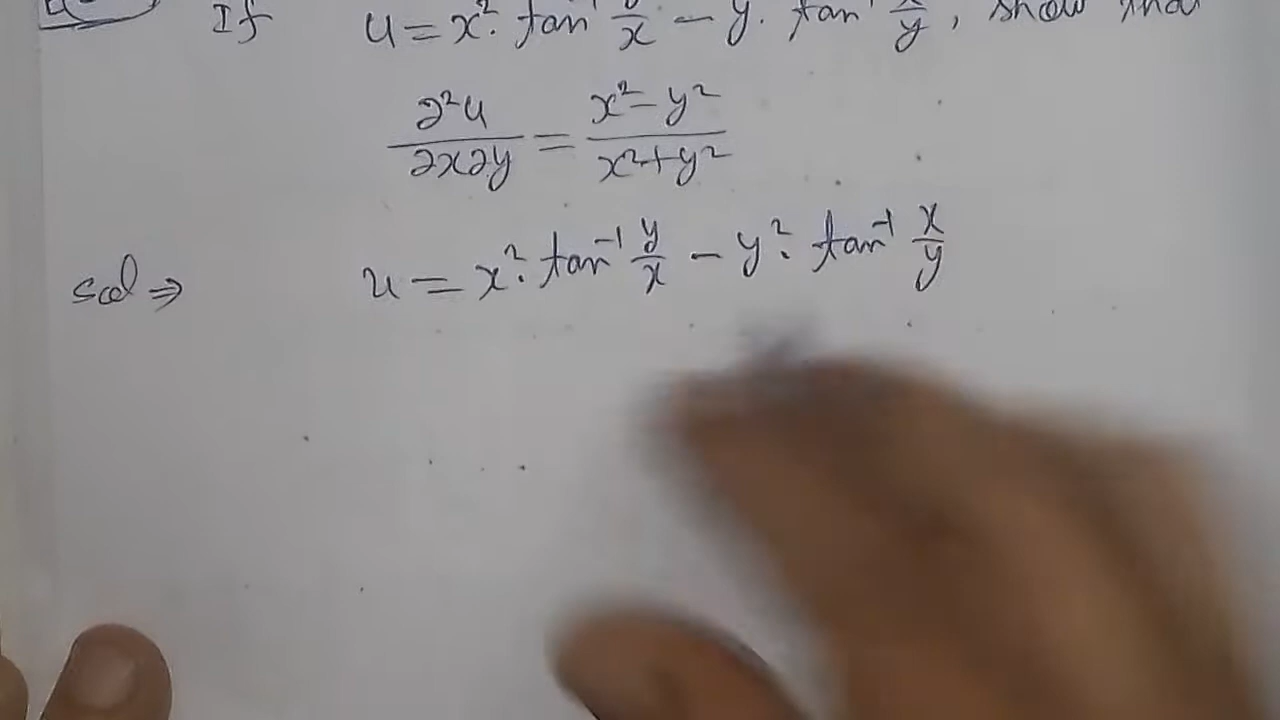 If u = x². tan⁻¹ y/x − y. tan⁻¹ x/y, show that
∂²u/∂x∂y = x²−y²/x²+y²
sol ⇒ u = x². tan⁻¹ y/x − y². tan⁻¹ x/y